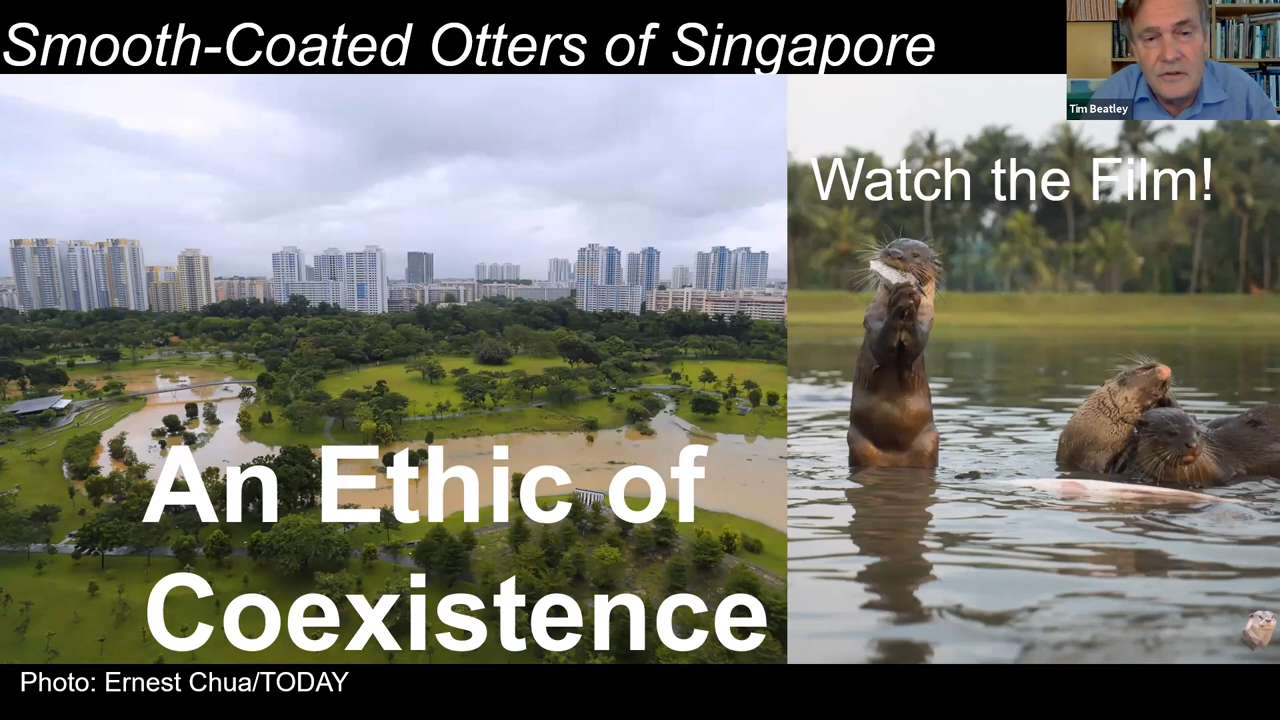 Smooth-Coated Otters of Singapore
Tim Beatley
Watch the Film!
An Ethic of
Coexistence
Photo: Ernest Chua/TODAY